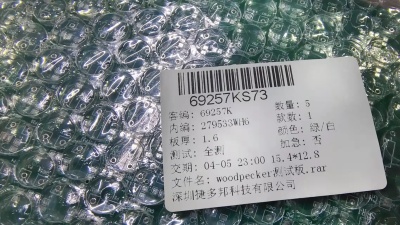 69257KS73
客编: 69257K 数量: 5
内编: 279533WH6 款数: 1
板厚: 1.6 颜色: 绿/白
测试: 全测 加急: 否
交期: 04-05 23:00 15.4*12.8
文件名: woodpecker测试板.rar
深圳捷多邦科技有限公司